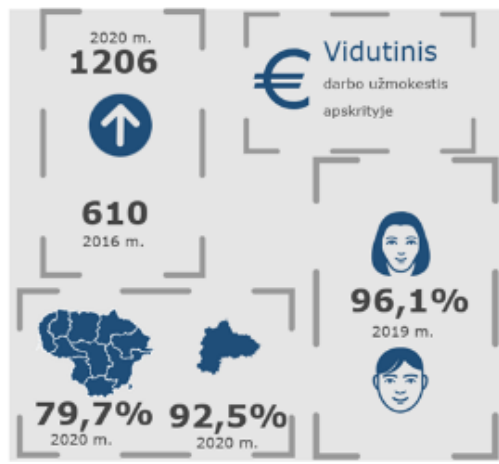 2020 m.
1206
610
2016 m.
€ Vidutinis
darbo užmokestis
apskrityje
96,1%
2019 m.
79,7%
2020 m.
92,5%
2020 m.